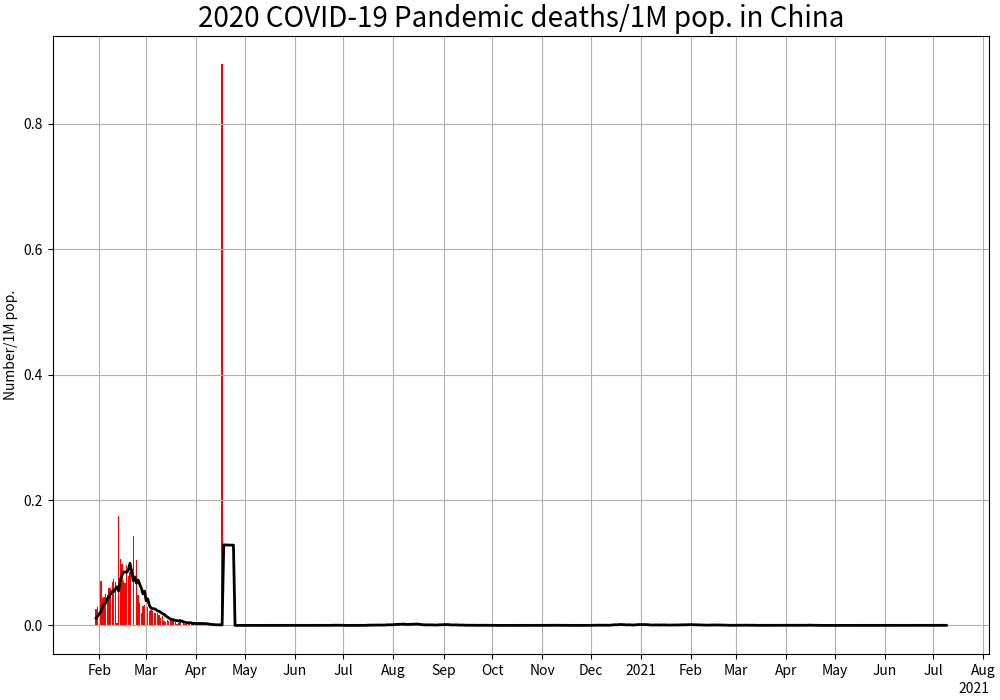 2020 COVID-19 Pandemic deaths/1M pop. in China
Number/1M pop.
0.8
0.6
0.4
0.2
0.0
Feb Mar Apr May Jun Jul Aug Sep Oct Nov Dec 2021 Feb Mar Apr May Jun Jul Aug
2021